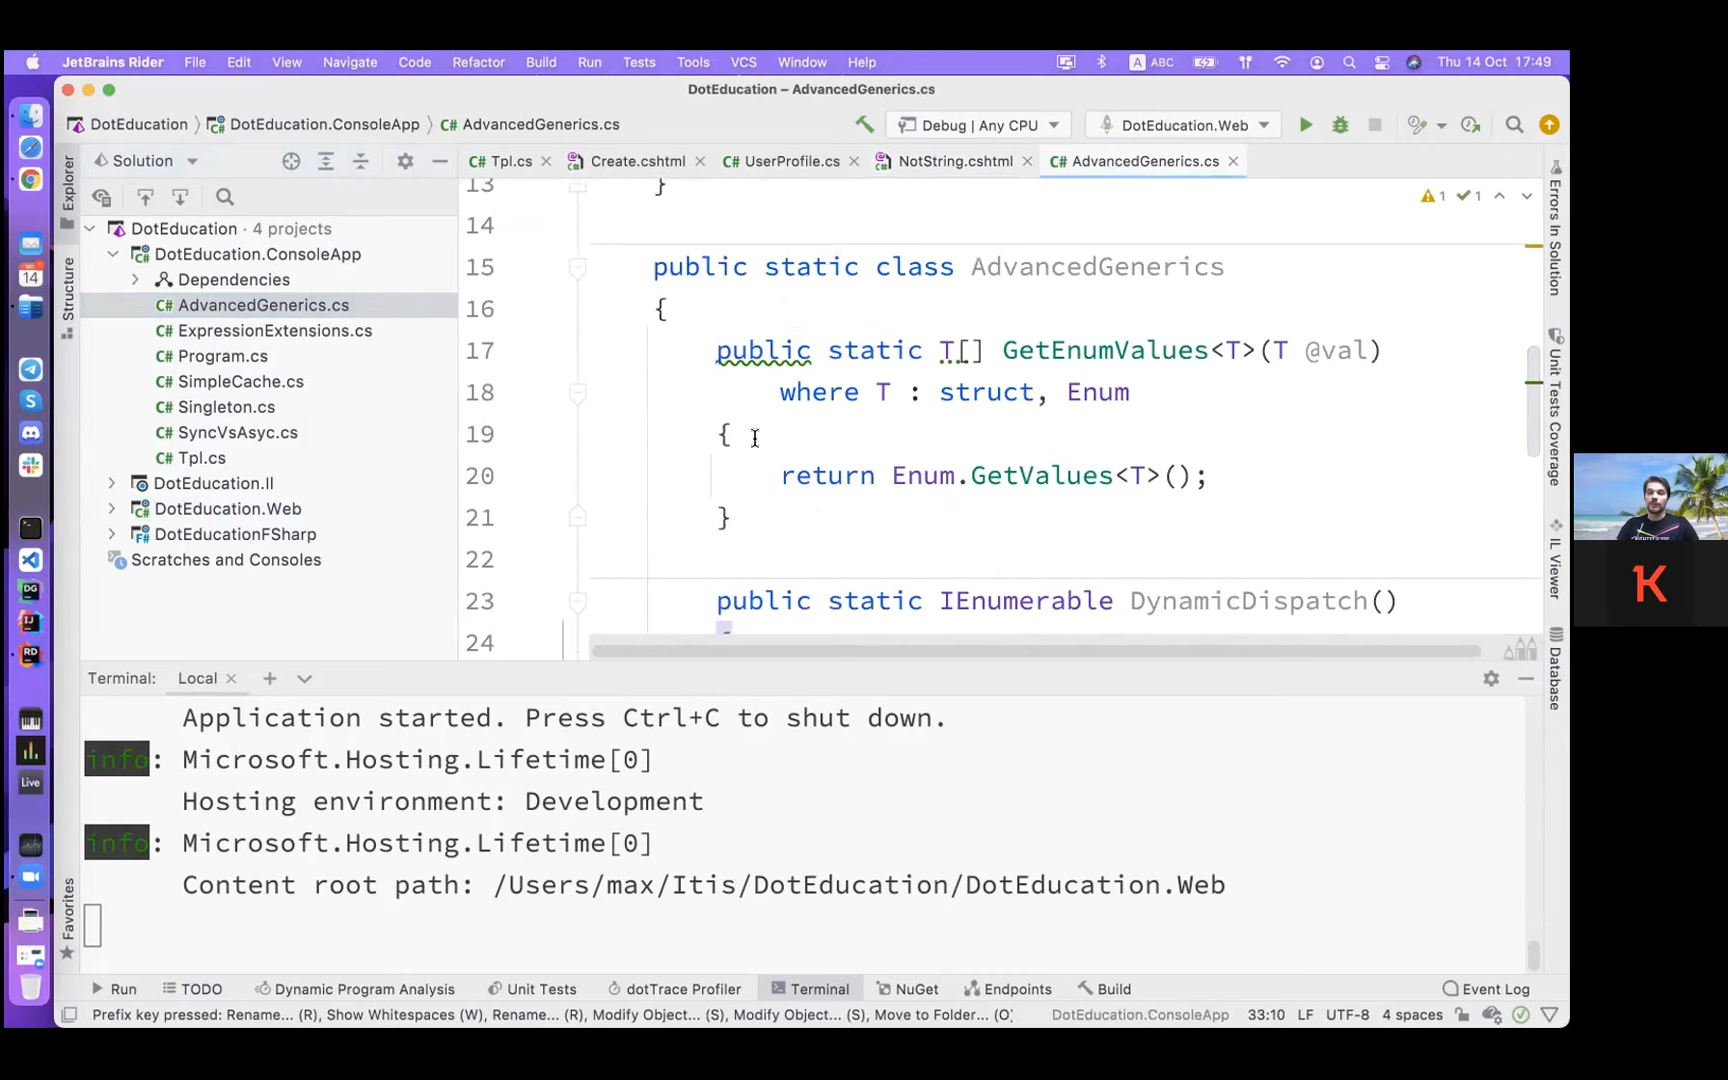 JetBrains Rider File Edit View Navigate Code Refactor Build Run Tests Tools VCS Window Help A ABC Thu 14 Oct 17:49
DotEducation – AdvancedGenerics.cs
DotEducation DotEducation.ConsoleApp C# AdvancedGenerics.cs Debug | Any CPU DotEducation.Web
Solution C# Tpl.cs Create.cshtml C# UserProfile.cs NotString.cshtml C# AdvancedGenerics.cs
Explorer
Structure
Favorites
DotEducation · 4 projects
DotEducation.ConsoleApp
Dependencies
C# AdvancedGenerics.cs
C# ExpressionExtensions.cs
C# Program.cs
C# SimpleCache.cs
C# Singleton.cs
C# SyncVsAsyc.cs
C# Tpl.cs
DotEducation.Il
DotEducation.Web
F# DotEducationFSharp
Scratches and Consoles
1 1
13 }
14
15 public static class AdvancedGenerics
16 {
17 public static T[] GetEnumValues<T>(T @val)
18 where T : struct, Enum
19 {
20 return Enum.GetValues<T>();
21 }
22
23 public static IEnumerable DynamicDispatch()
24 {
Errors In Solution
Unit Tests Coverage
IL Viewer
Database
14
DG
IJ
RD
Live
Terminal: Local
Application started. Press Ctrl+C to shut down.
info: Microsoft.Hosting.Lifetime[0]
Hosting environment: Development
info: Microsoft.Hosting.Lifetime[0]
Content root path: /Users/max/Itis/DotEducation/DotEducation.Web
Run TODO Dynamic Program Analysis Unit Tests dotTrace Profiler Terminal NuGet Endpoints Build Event Log
Prefix key pressed: Rename... (R), Show Whitespaces (W), Rename... (R), Modify Object... (S), Modify Object... (S), Move to Folder... (O) DotEducation.ConsoleApp 33:10 LF UTF-8 4 spaces
K